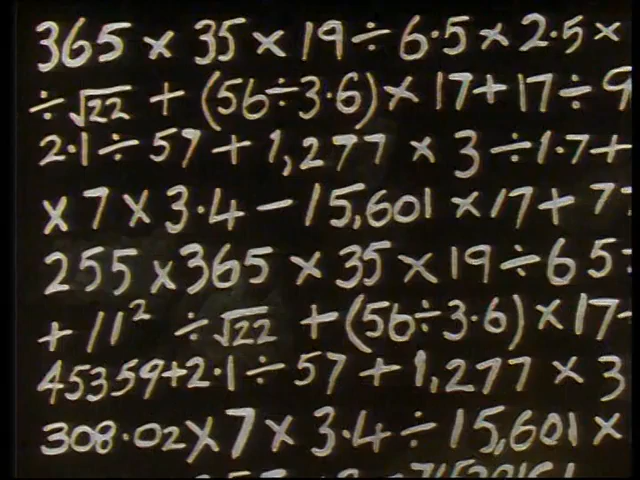 365 × 35 × 19 ÷ 6·5 × 2·5 ×
÷ √22 + (56÷3·6) × 17+17÷9
2·1 ÷ 57 + 1,277 × 3 ÷1·7+
× 7 × 3·4 − 15,601 × 17 + 7
255 × 365 × 35 × 19 ÷ 65
+ 11² ÷ √22 + (56÷3·6) × 17
45359+2·1 ÷ 57 + 1,277 × 3
308·02× 7 × 3·4 ÷ 15,601 ×